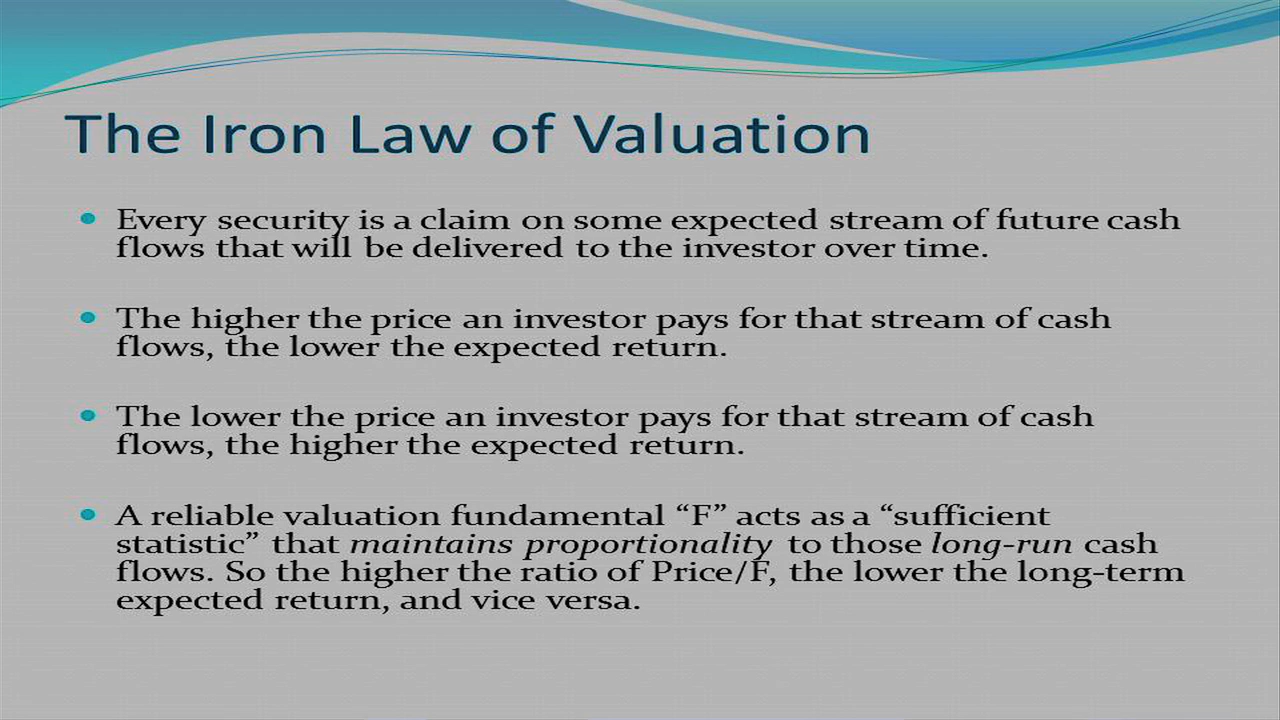 The Iron Law of Valuation
• Every security is a claim on some expected stream of future cash
flows that will be delivered to the investor over time.
• The higher the price an investor pays for that stream of cash
flows, the lower the expected return.
• The lower the price an investor pays for that stream of cash
flows, the higher the expected return.
• A reliable valuation fundamental “F” acts as a “sufficient
statistic” that maintains proportionality to those long-run cash
flows. So the higher the ratio of Price/F, the lower the long-term
expected return, and vice versa.